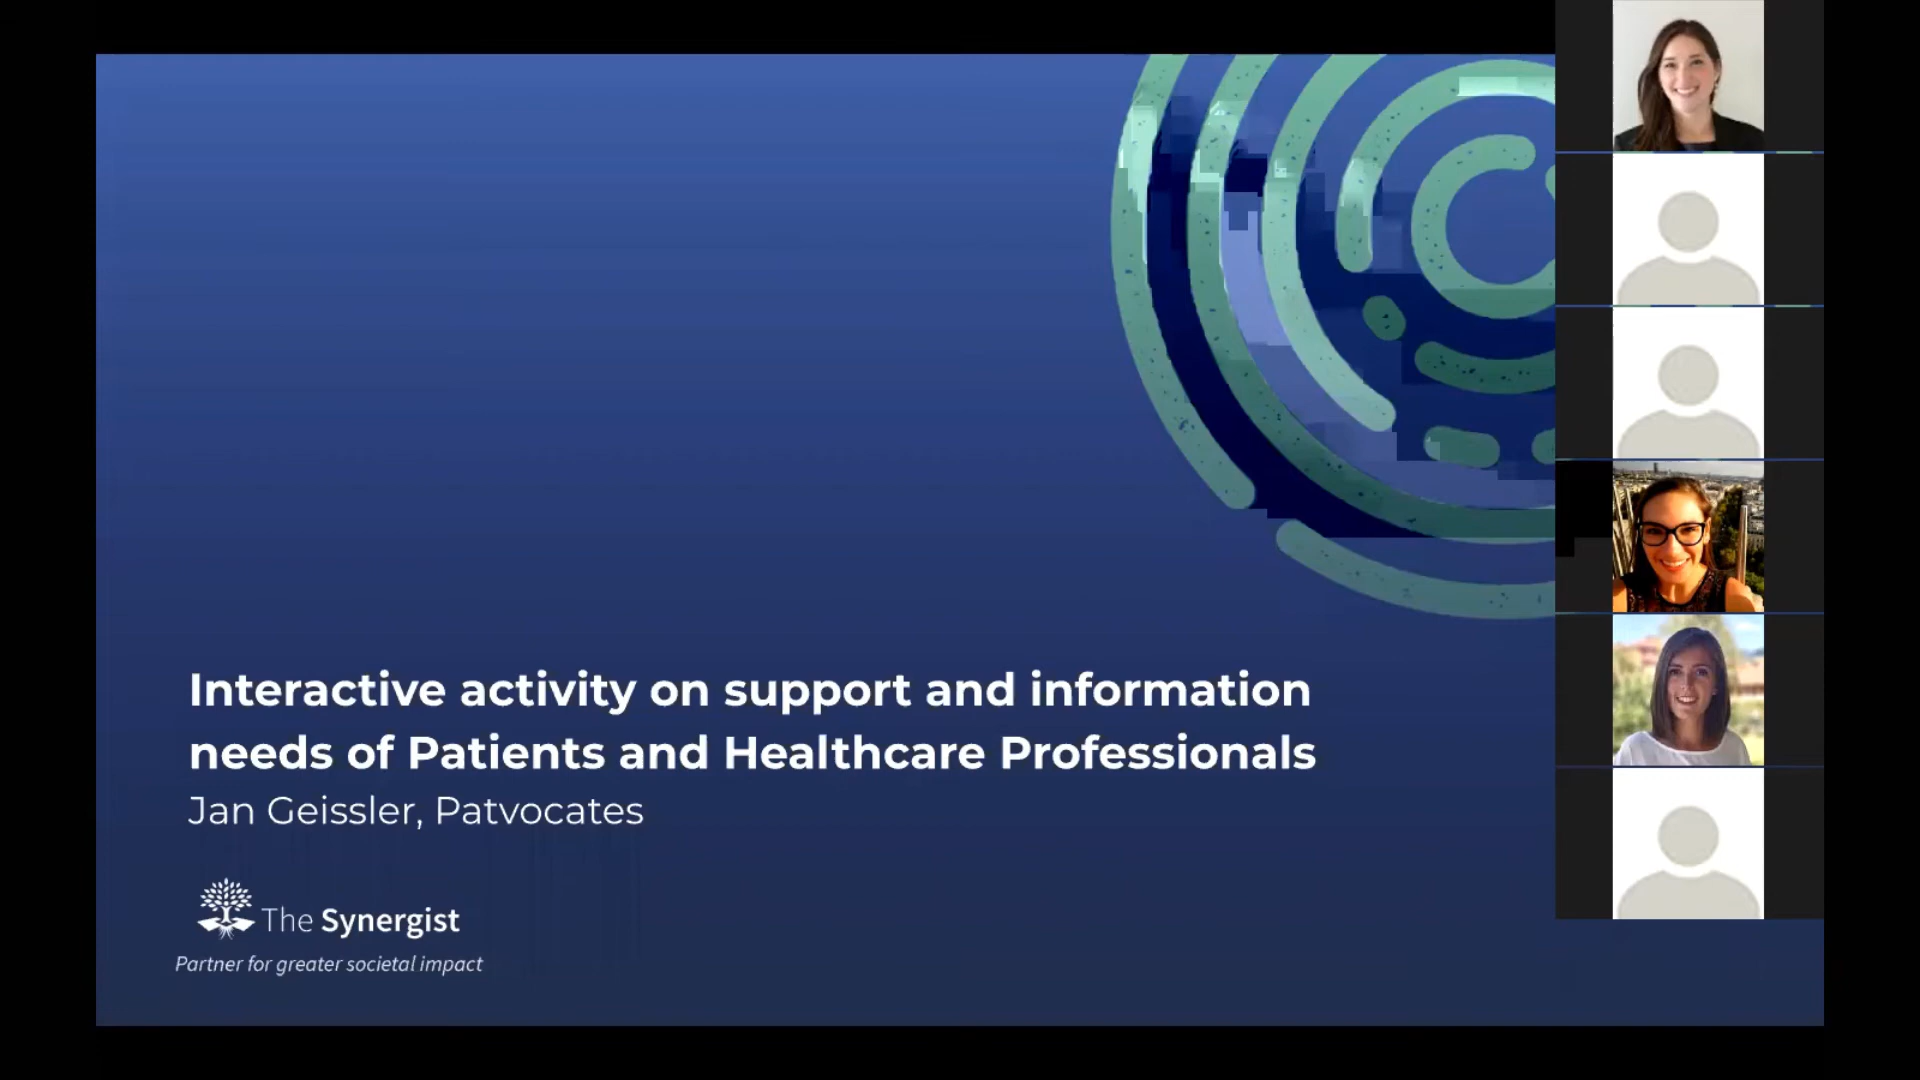 Interactive activity on support and information
needs of Patients and Healthcare Professionals
Jan Geissler, Patvocates
The Synergist
Partner for greater societal impact